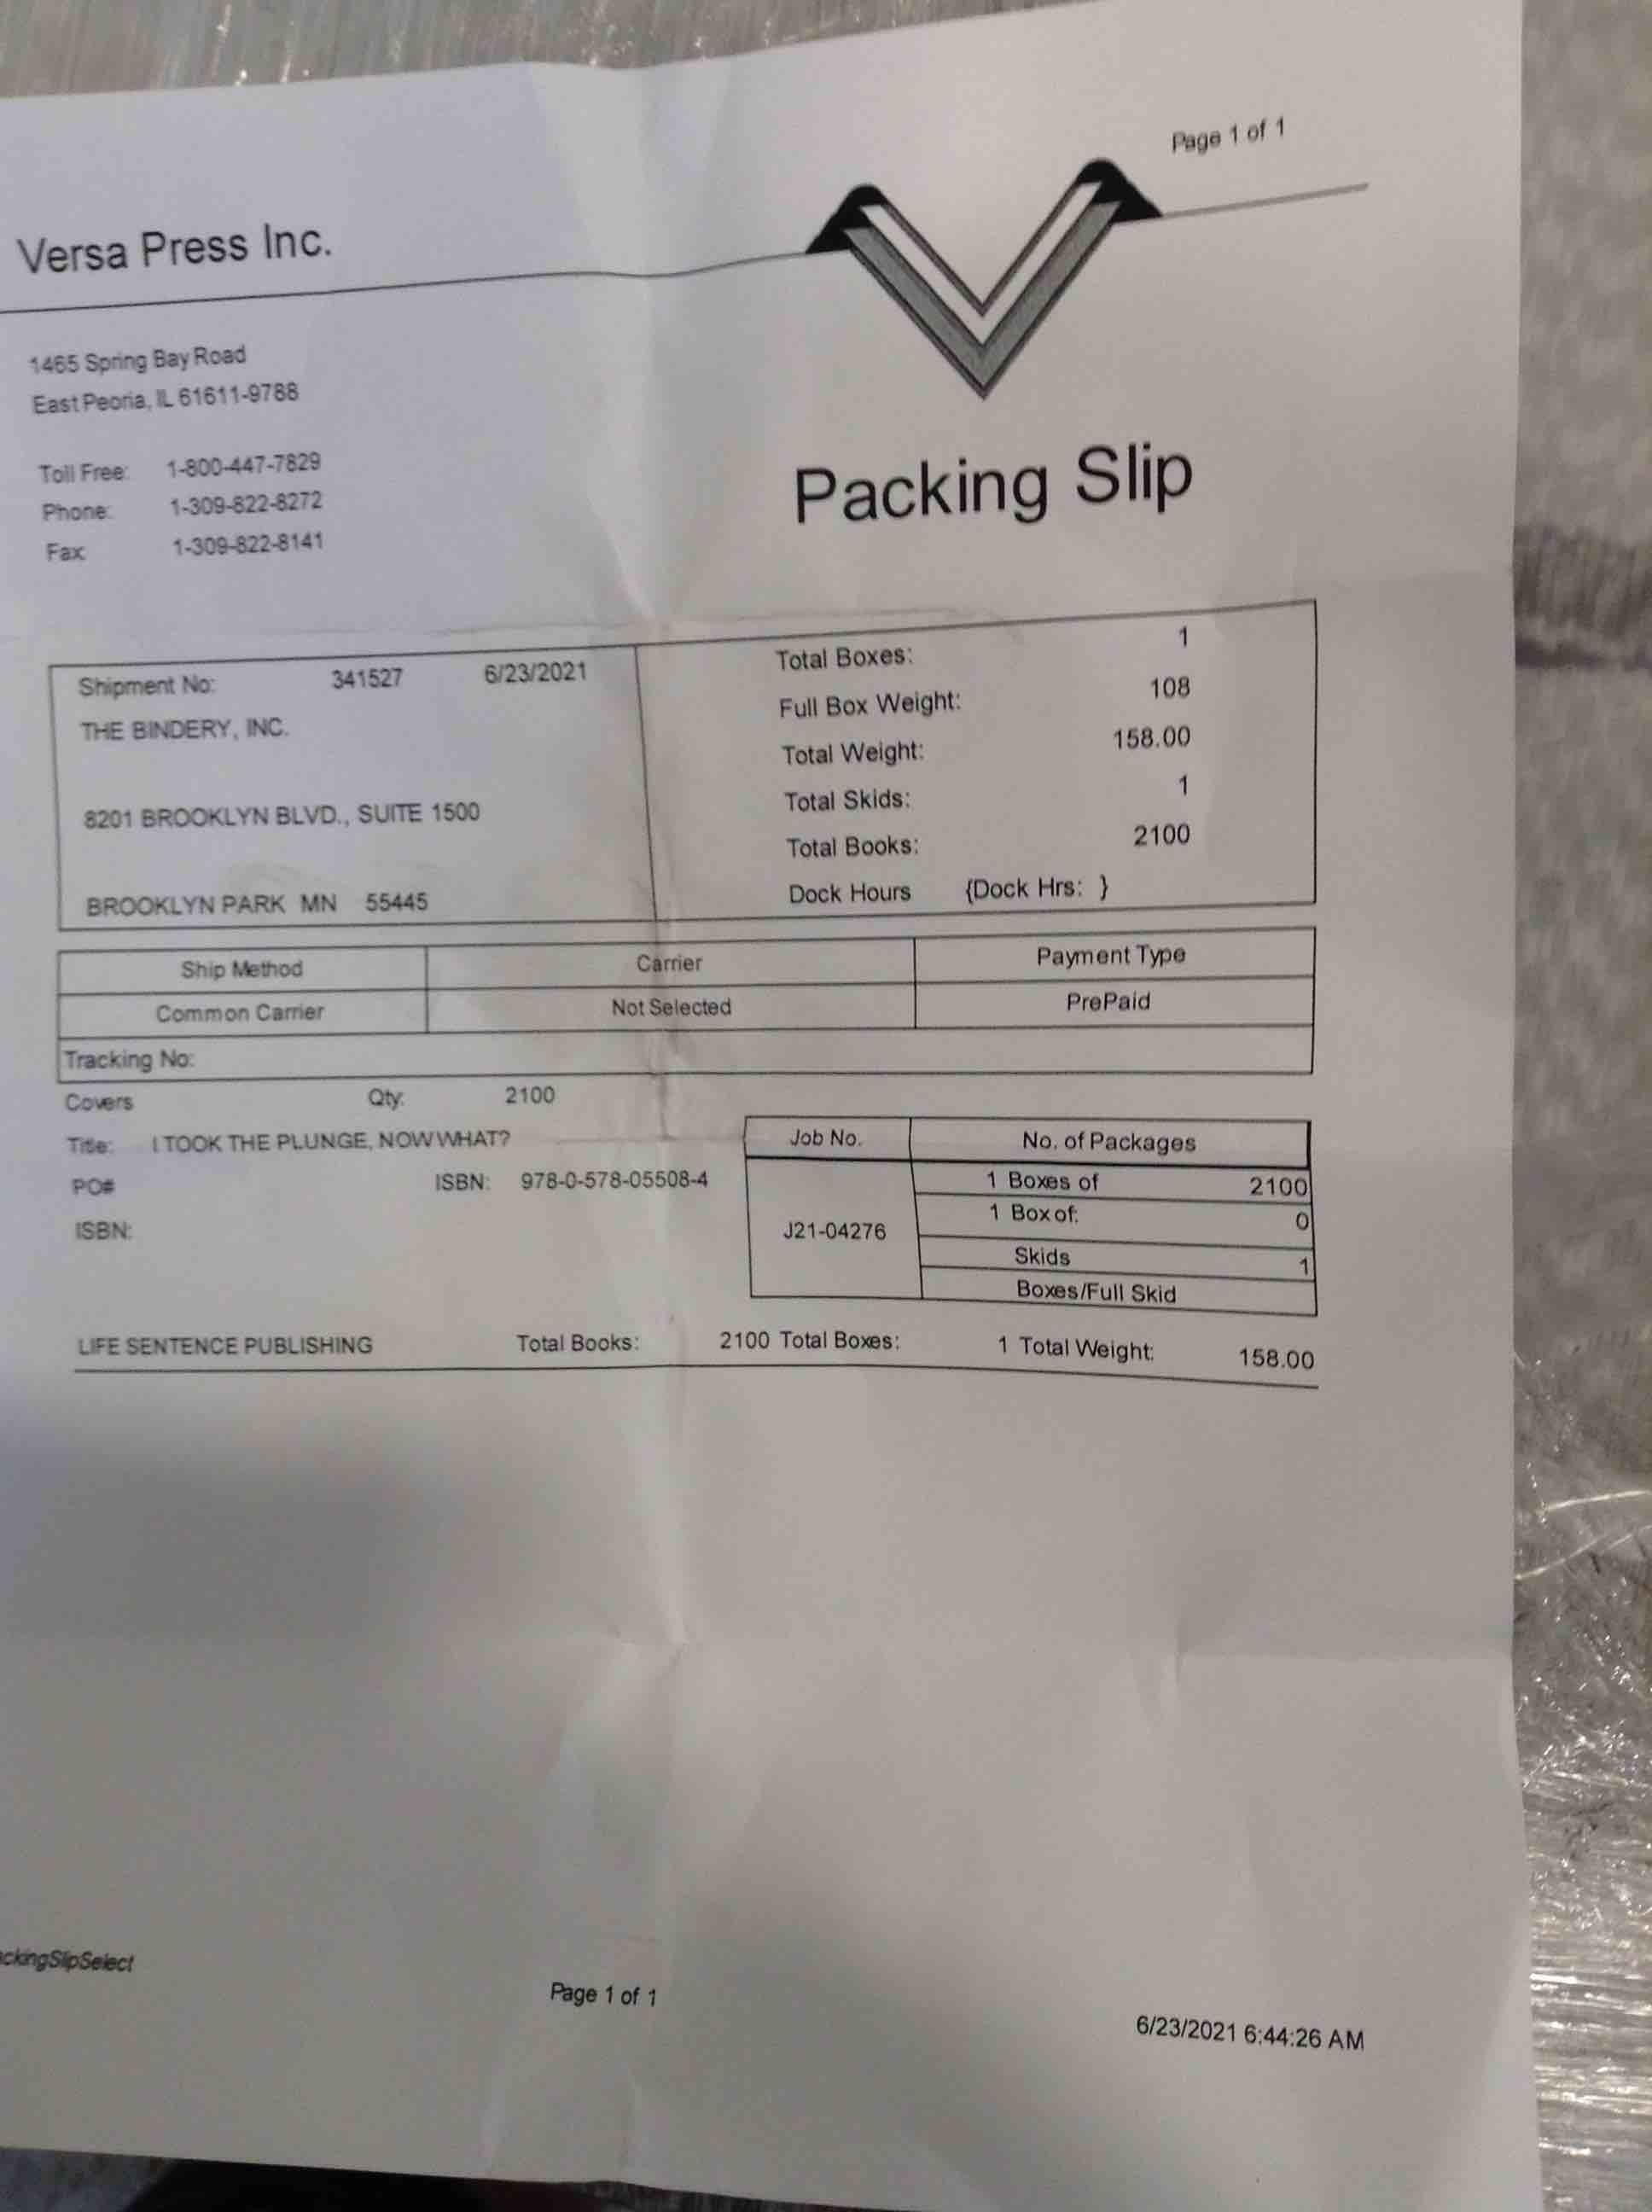 Page 1 of 1
Versa Press Inc.
1465 Spring Bay Road
East Peoria, IL 61611-9788
Toll Free: 1-800-447-7829
Phone: 1-309-822-8272
Fax 1-309-822-8141
Packing Slip
Shipment No: 341527 6/23/2021
THE BINDERY, INC.
8201 BROOKLYN BLVD., SUITE 1500
BROOKLYN PARK MN 55445
Total Boxes: 1
Full Box Weight: 108
Total Weight: 158.00
Total Skids: 1
Total Books: 2100
Dock Hours {Dock Hrs: }
Ship Method Carrier Payment Type
Common Carrier Not Selected PrePaid
Tracking No:
Covers Qty: 2100
Title: I TOOK THE PLUNGE, NOW WHAT?
PO# ISBN: 978-0-578-05508-4
ISBN:
Job No. No. of Packages
J21-04276
1 Boxes of 2100
1 Box of: 0
Skids 1
Boxes/Full Skid
LIFE SENTENCE PUBLISHING Total Books: 2100 Total Boxes: 1 Total Weight: 158.00
ackingSlipSelect
Page 1 of 1
6/23/2021 6:44:26 AM